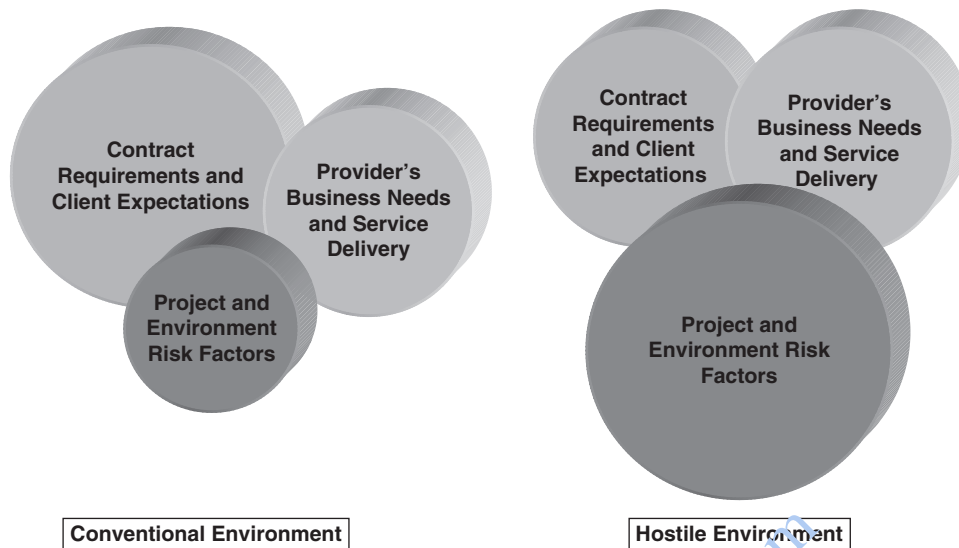 Contract
Requirements and
Client Expectations
Provider's
Business Needs
and Service
Delivery
Project and
Environment
Risk Factors
Conventional Environment
Contract
Requirements
and Client
Expectations
Provider's
Business Needs
and Service
Delivery
Project and
Environment Risk
Factors
Hostile Environment